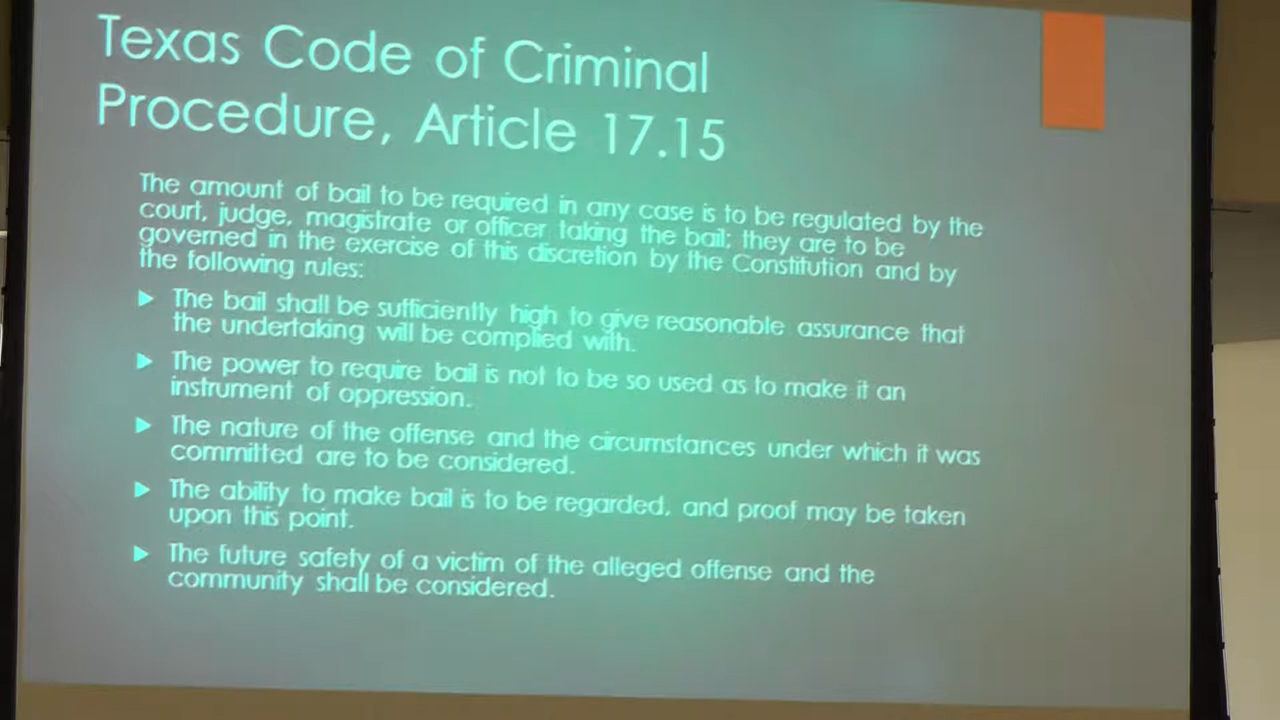 Texas Code of Criminal
Procedure, Article 17.15
The amount of bail to be required in any case is to be regulated by the
court, judge, magistrate or officer taking the bail; they are to be
governed in the exercise of this discretion by the Constitution and by
the following rules:
The bail shall be sufficiently high to give reasonable assurance that
the undertaking will be complied with.
The power to require bail is not to be so used as to make it an
instrument of oppression.
The nature of the offense and the circumstances under which it was
committed are to be considered.
The ability to make bail is to be regarded, and proof may be taken
upon this point.
The future safety of a victim of the alleged offense and the
community shall be considered.